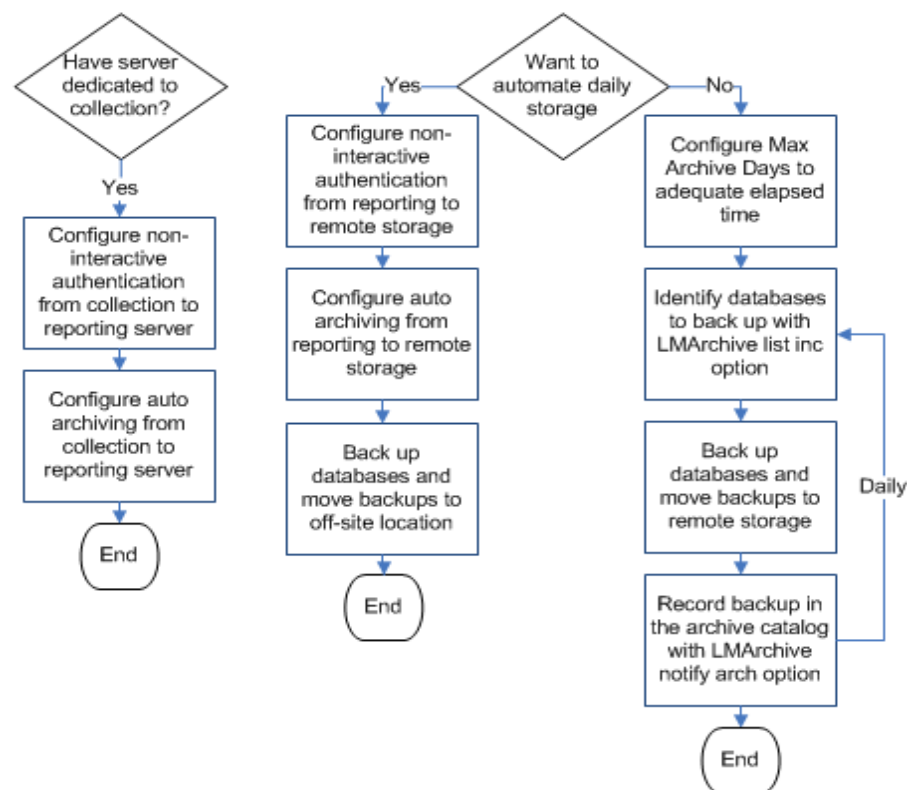 Have server
dedicated to
collection?
Yes
Configure non-
interactive
authentication
from collection to
reporting server
Configure auto
archiving from
collection to
reporting server
End
Want to
automate daily
storage
Yes
No
Configure non-
interactive
authentication
from reporting to
remote storage
Configure auto
archiving from
reporting to remote
storage
Back up
databases and
move backups to
off-site location
End
Configure Max
Archive Days to
adequate elapsed
time
Identify databases
to back up with
LMArchive list inc
option
Back up
databases and
move backups to
remote storage
Daily
Record backup in
the archive catalog
with LMArchive
notify arch option
End